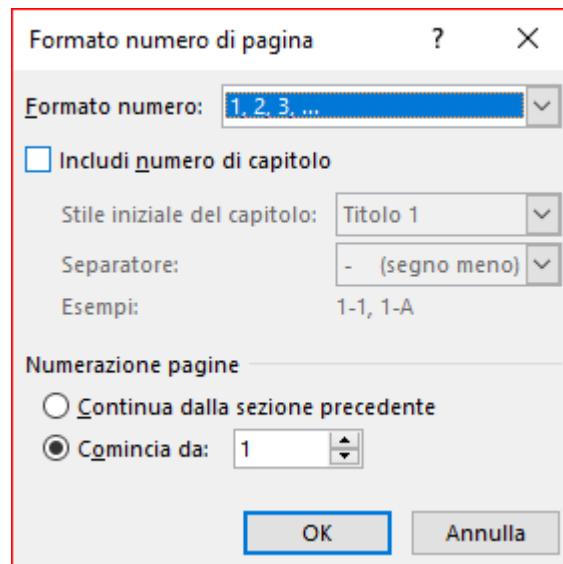 Formato numero di pagina ?
Formato numero: 1, 2, 3, ...
Includi numero di capitolo
Stile iniziale del capitolo: Titolo 1
Separatore: - (segno meno)
Esempi: 1-1, 1-A
Numerazione pagine
Continua dalla sezione precedente
Comincia da: 1
OK Annulla